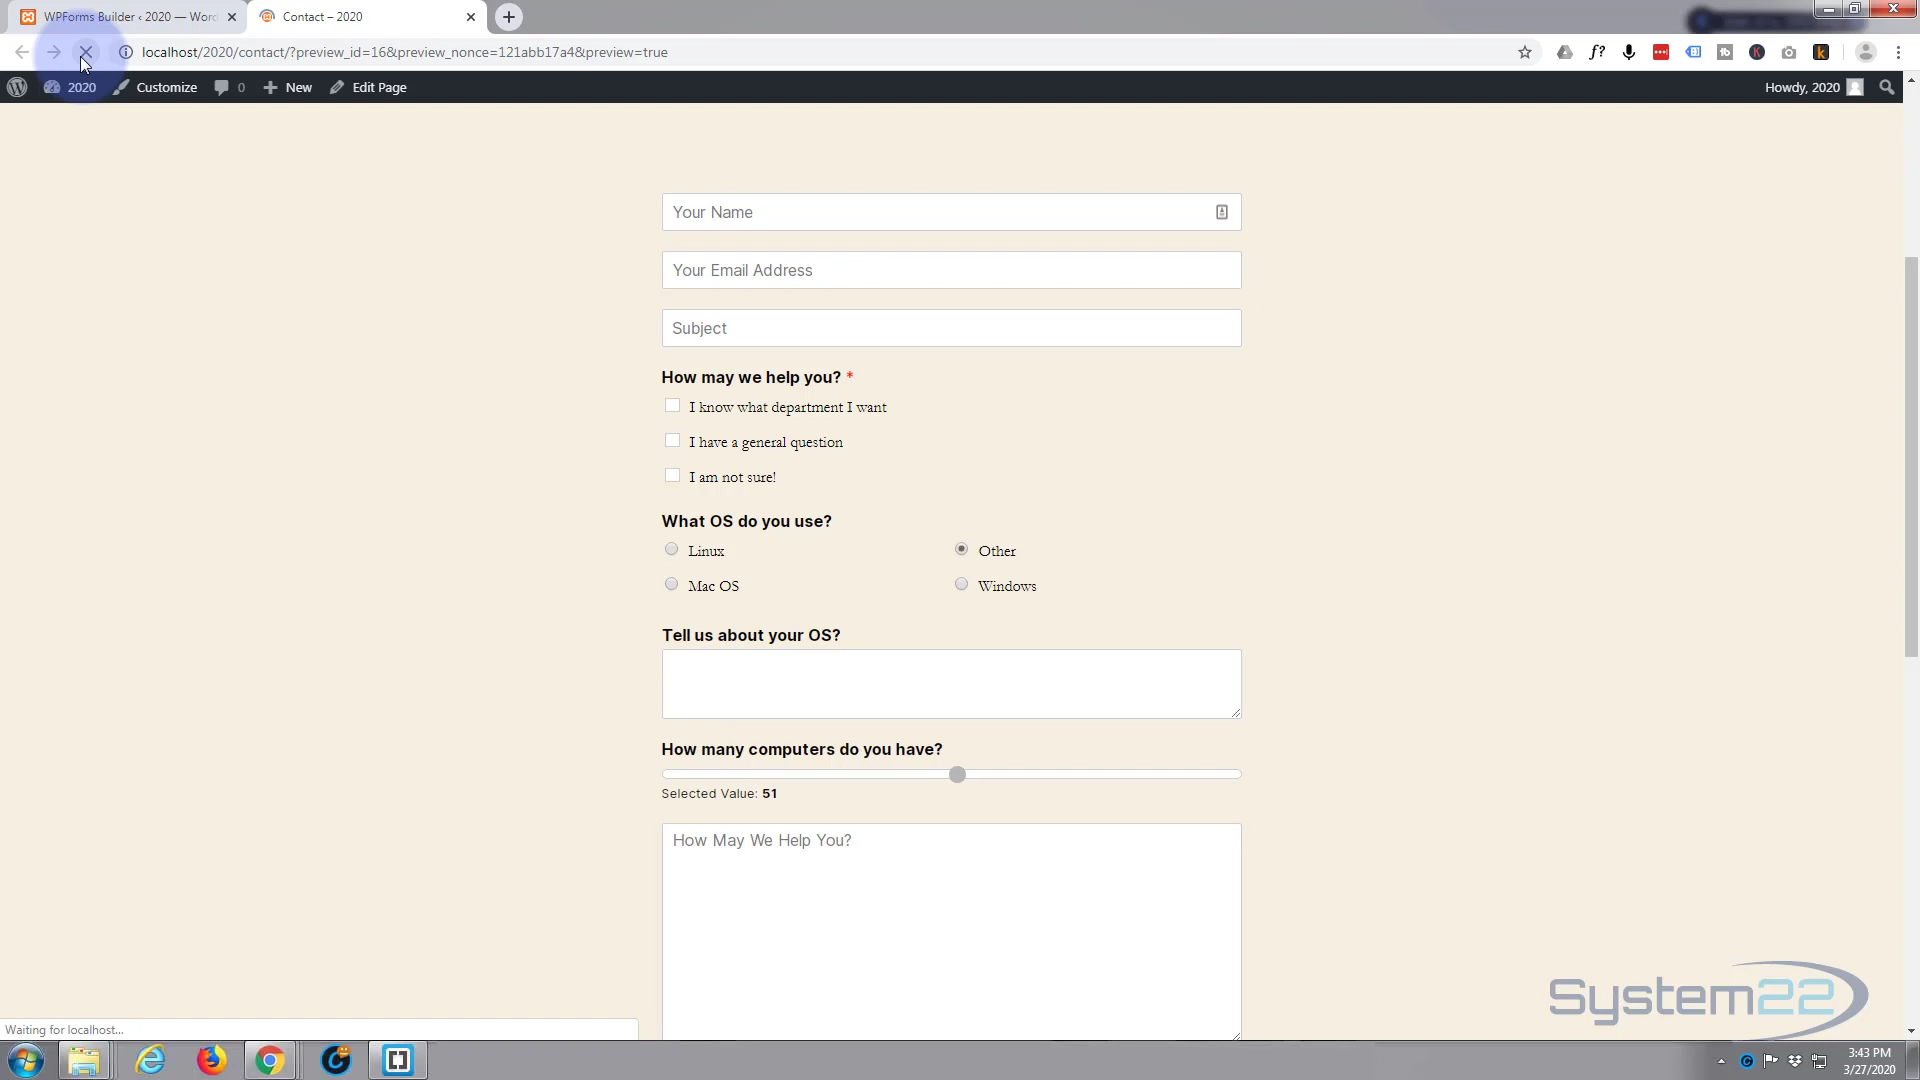 WPForms Builder ‹ 2020 — Word
Contact – 2020
localhost/2020/contact/?preview_id=16&preview_nonce=121abb17a4&preview=true
2020
Customize
0
New
Edit Page
Howdy, 2020
Your Name
Your Email Address
Subject
How may we help you? *
I know what department I want
I have a general question
I am not sure!
What OS do you use?
Linux
Other
Mac OS
Windows
Tell us about your OS?
How many computers do you have?
Selected Value: 51
How May We Help You?
System22
Waiting for localhost...
3:43 PM
3/27/2020